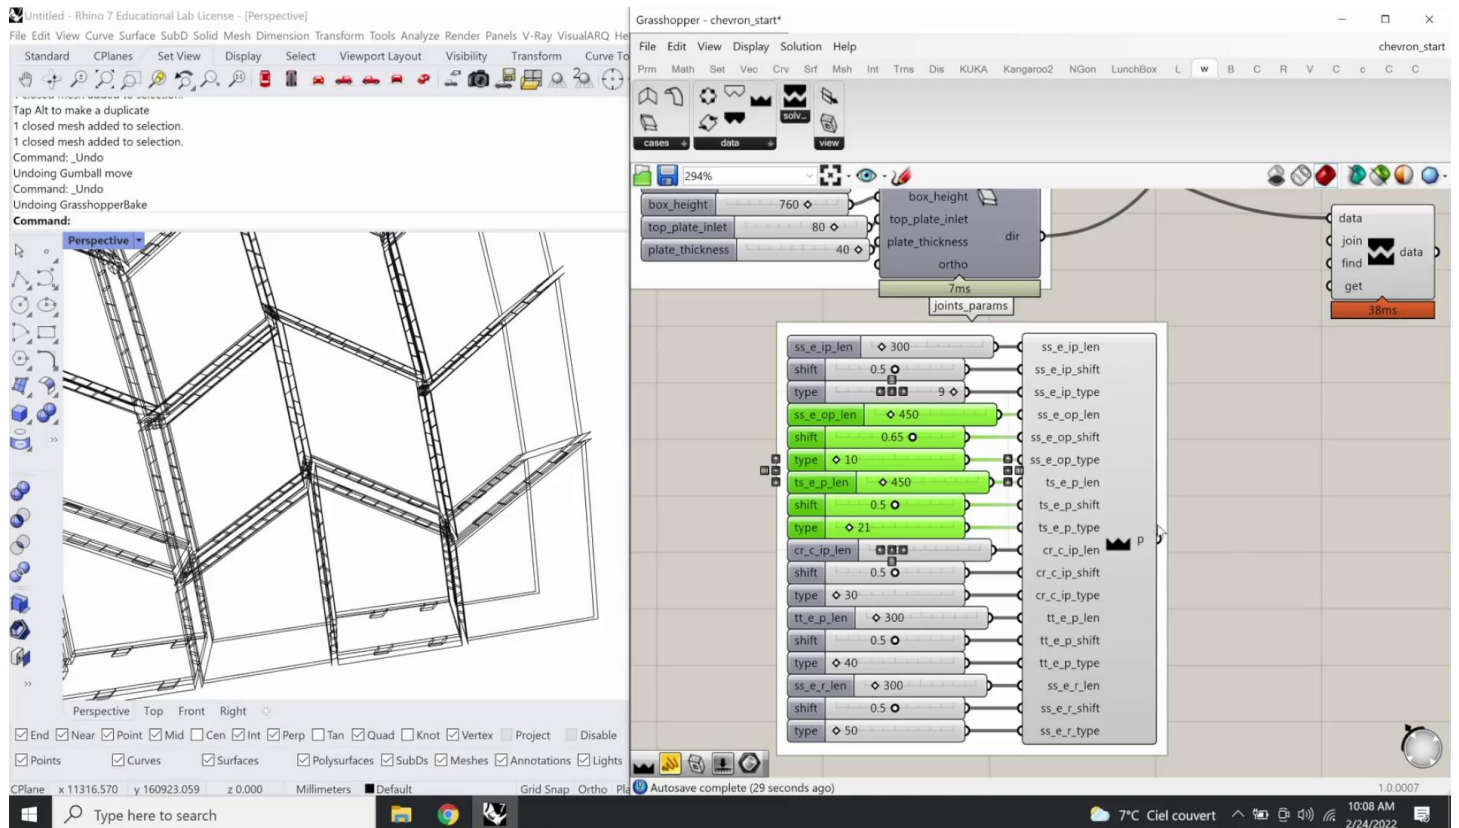 Untitled - Rhino 7 Educational Lab License - [Perspective]
File Edit View Curve Surface SubD Solid Mesh Dimension Transform Tools Analyze Render Panels V-Ray VisualARQ He
Standard CPlanes Set View Display Select Viewport Layout Visibility Transform Curve To
Tap Alt to make a duplicate
1 closed mesh added to selection.
1 closed mesh added to selection.
Command: _Undo
Undoing Gumball move
Command: _Undo
Undoing GrasshopperBake
Command:
Perspective
Perspective Top Front Right
End Near Point Mid Cen Int Perp Tan Quad Knot Vertex Project Disable
Points Curves Surfaces Polysurfaces SubDs Meshes Annotations Lights
CPlane x 11316.570 y 160923.059 z 0.000 Millimeters Default Grid Snap Ortho Pla
Grasshopper - chevron_start*
File Edit View Display Solution Help chevron_start
Prm Math Set Vec Crv Srf Msh Int Trns Dis KUKA Kangaroo2 NGon LunchBox L w B C R V C c C C
solv...
cases data view
294%
box_height 760 box_height
top_plate_inlet 80 top_plate_inlet
plate_thickness 40 plate_thickness dir
ortho
7ms
data
join
find data
get
38ms
joints_params
ss_e_ip_len 300 ss_e_ip_len
shift 0.5 ss_e_ip_shift
type 9 ss_e_ip_type
ss_e_op_len 450 ss_e_op_len
shift 0.65 ss_e_op_shift
type 10 ss_e_op_type
ts_e_p_len 450 ts_e_p_len
shift 0.5 ts_e_p_shift
type 21 ts_e_p_type
cr_c_ip_len cr_c_ip_len p
shift 0.5 cr_c_ip_shift
type 30 cr_c_ip_type
tt_e_p_len 300 tt_e_p_len
shift 0.5 tt_e_p_shift
type 40 tt_e_p_type
ss_e_r_len 300 ss_e_r_len
shift 0.5 ss_e_r_shift
type 50 ss_e_r_type
Autosave complete (29 seconds ago) 1.0.0007
Type here to search
7°C Ciel couvert
10:08 AM
2/24/2022